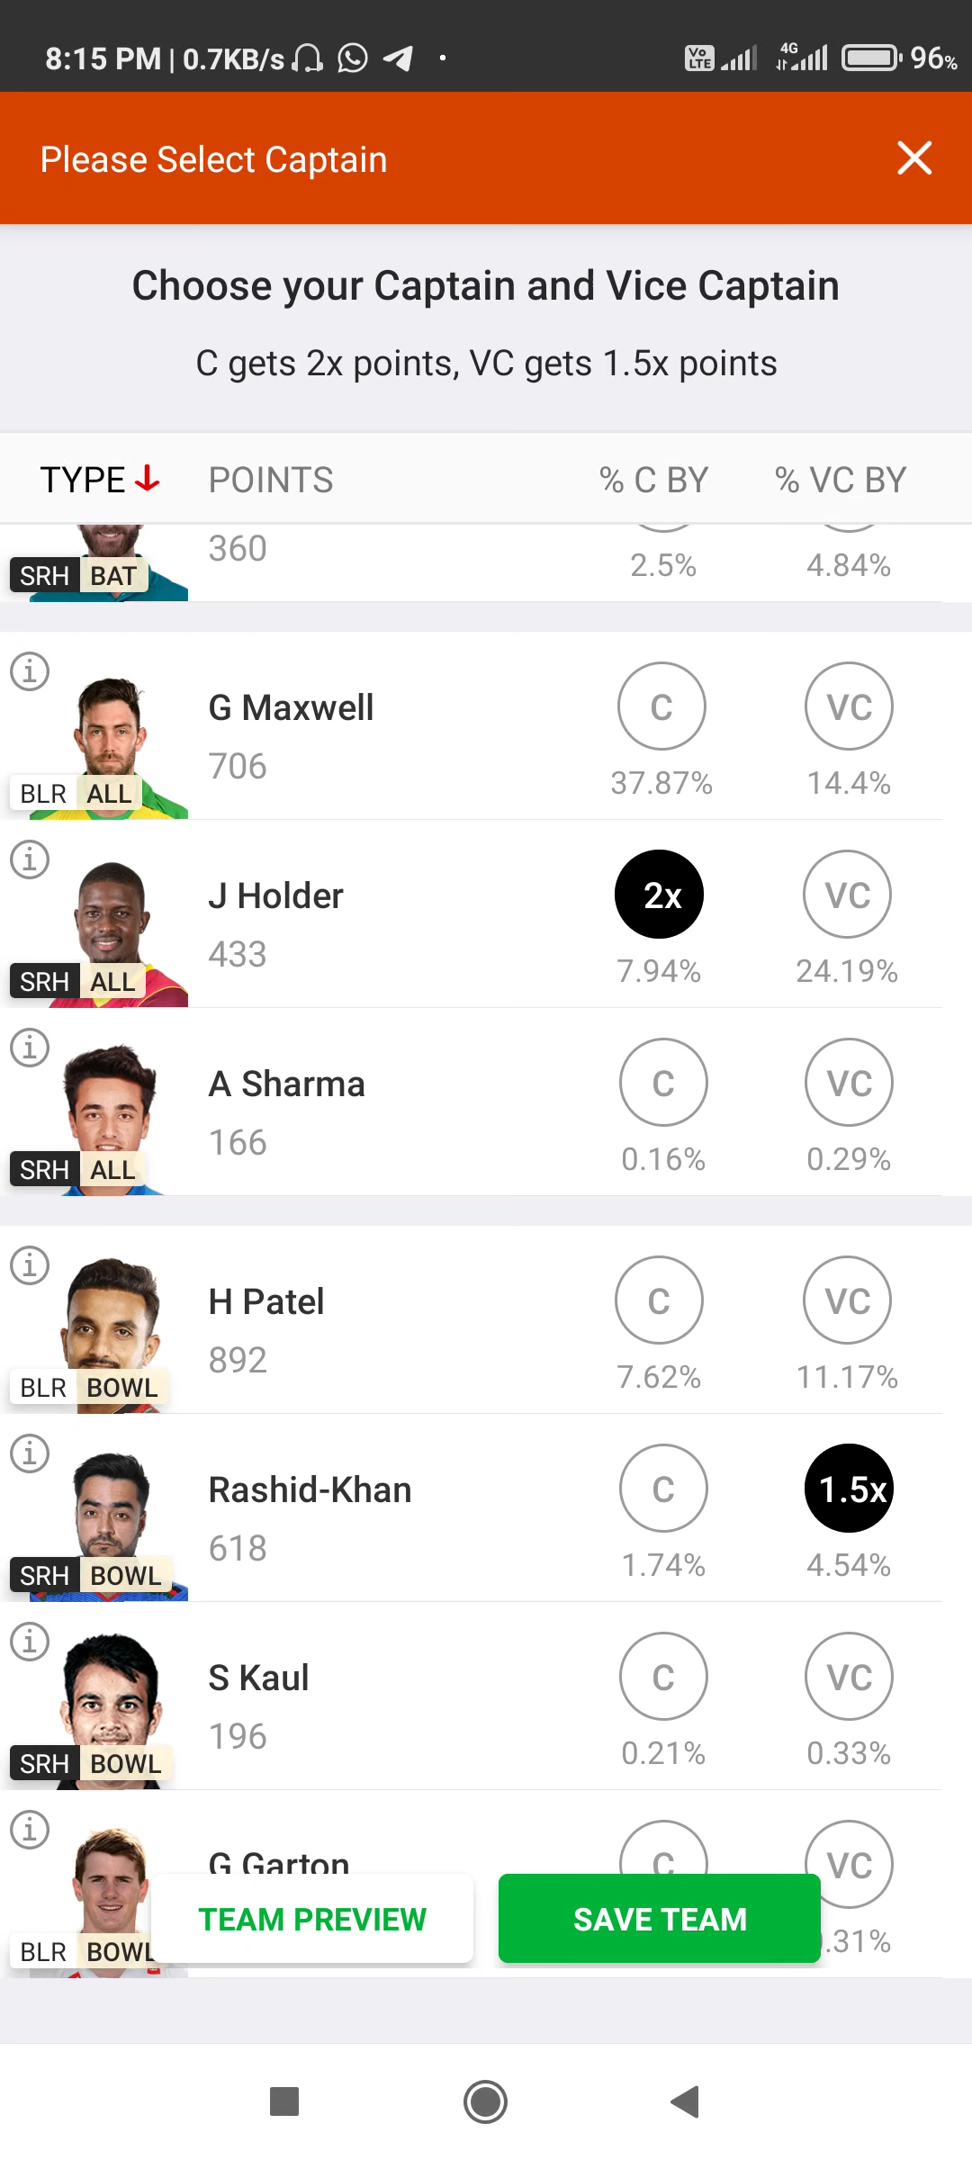 8:15 PM | 0.7KB/s
Vo LTE 4G 96%
Please Select Captain
Choose your Captain and Vice Captain
C gets 2x points, VC gets 1.5x points
TYPE POINTS % C BY % VC BY
SRH BAT 360 2.5% 4.84%
G Maxwell C VC
706
BLR ALL 37.87% 14.4%
J Holder 2x VC
433
SRH ALL 7.94% 24.19%
A Sharma C VC
166
SRH ALL 0.16% 0.29%
H Patel C VC
892
BLR BOWL 7.62% 11.17%
Rashid-Khan C 1.5x
618
SRH BOWL 1.74% 4.54%
S Kaul C VC
196
SRH BOWL 0.21% 0.33%
G Garton C VC
TEAM PREVIEW SAVE TEAM
BLR BOWL .31%